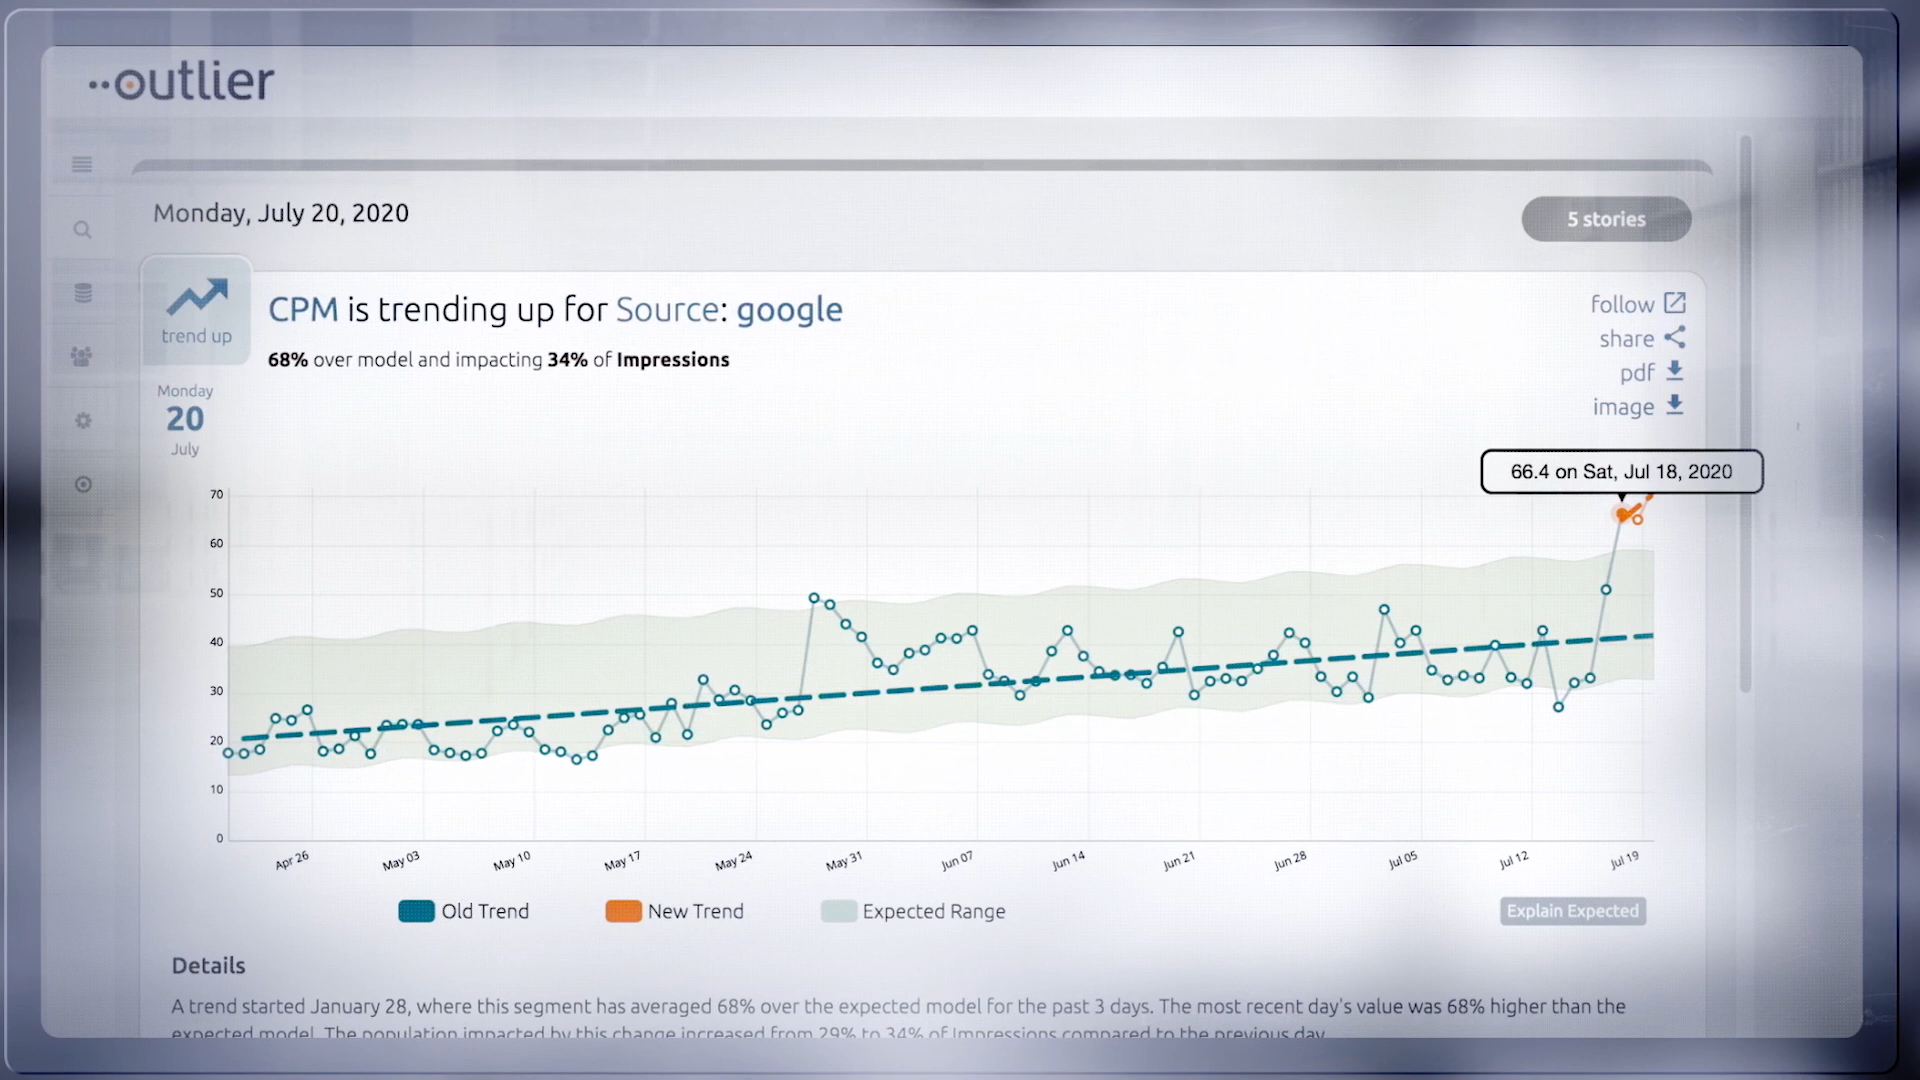 outlier
Monday, July 20, 2020
5 stories
trend up
CPM is trending up for Source: google
68% over model and impacting 34% of Impressions
follow
share
pdf
image
Monday
20
July
66.4 on Sat, Jul 18, 2020
70
60
50
40
30
20
10
0
Apr 26
May 03
May 10
May 17
May 24
May 31
Jun 07
Jun 14
Jun 21
Jun 28
Jul 05
Jul 12
Jul 19
Old Trend
New Trend
Expected Range
Explain Expected
Details
A trend started January 28, where this segment has averaged 68% over the expected model for the past 3 days. The most recent day's value was 68% higher than the
expected model. The population impacted by this change increased from 29% to 34% of Impressions compared to the previous day.